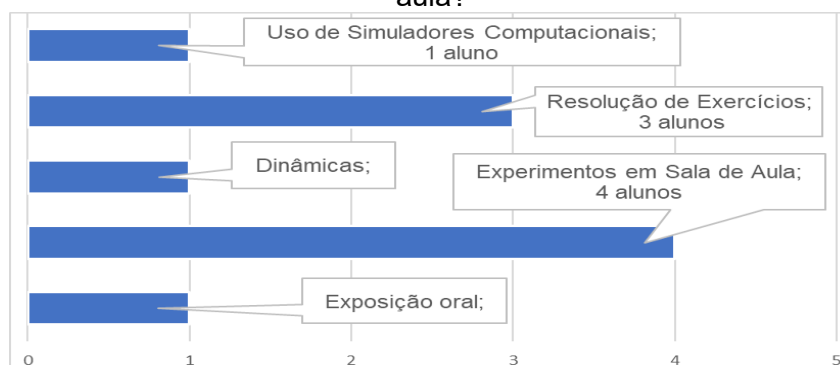 aula?
Uso de Simuladores Computacionais;
1 aluno
Resolução de Exercícios;
3 alunos
Dinâmicas;
Experimentos em Sala de Aula;
4 alunos
Exposição oral;
0 1 2 3 4 5